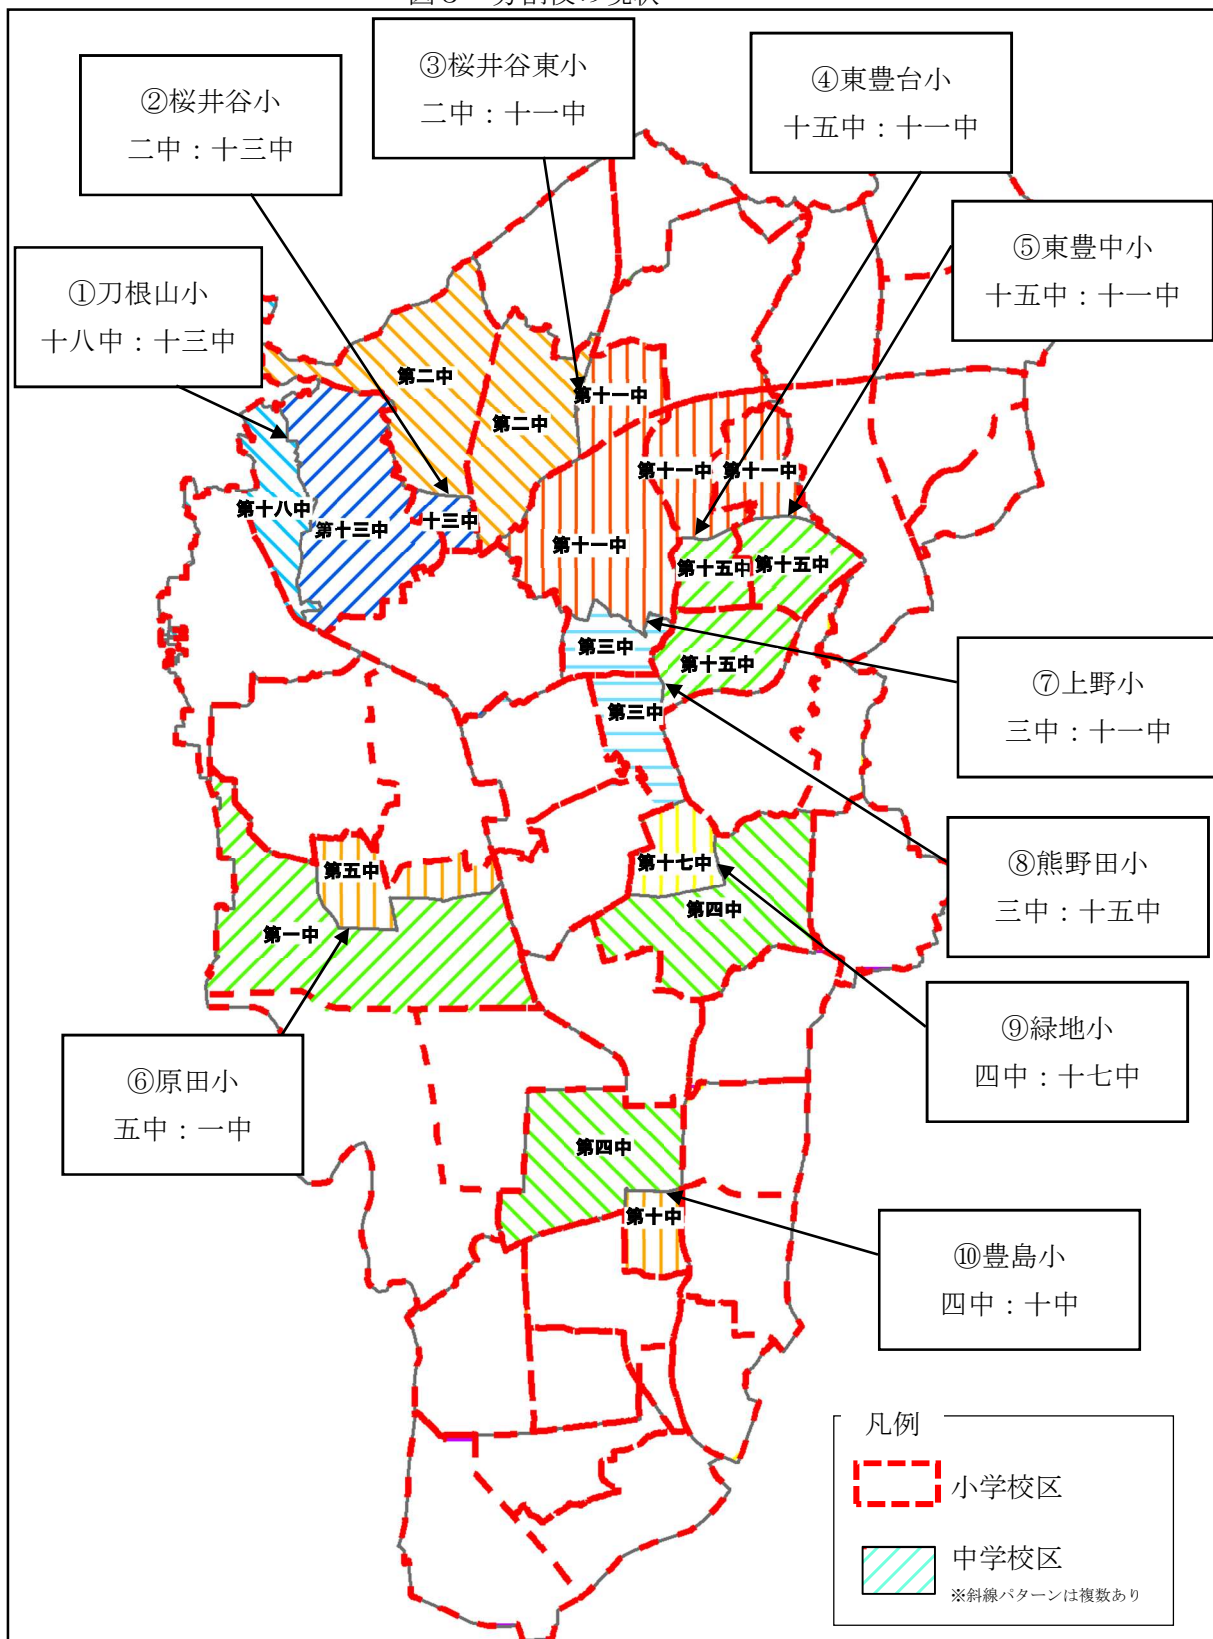 ③桜井谷東小
二中：十一中
②桜井谷小
二中：十三中
④東豊台小
十五中：十一中
⑤東豊中小
十五中：十一中
①刀根山小
十八中：十三中
第二中
第十一中
第二中
第十一中
第十一中
第十八中
第十三中
十三中
第十一中
第十五中
第十五中
第三中
第十五中
⑦上野小
三中：十一中
第三中
第五中
第十七中
⑧熊野田小
三中：十五中
第四中
第一中
⑨緑地小
四中：十七中
⑥原田小
五中：一中
第四中
第十中
⑩豊島小
四中：十中
凡例
小学校区
中学校区
※斜線パターンは複数あり